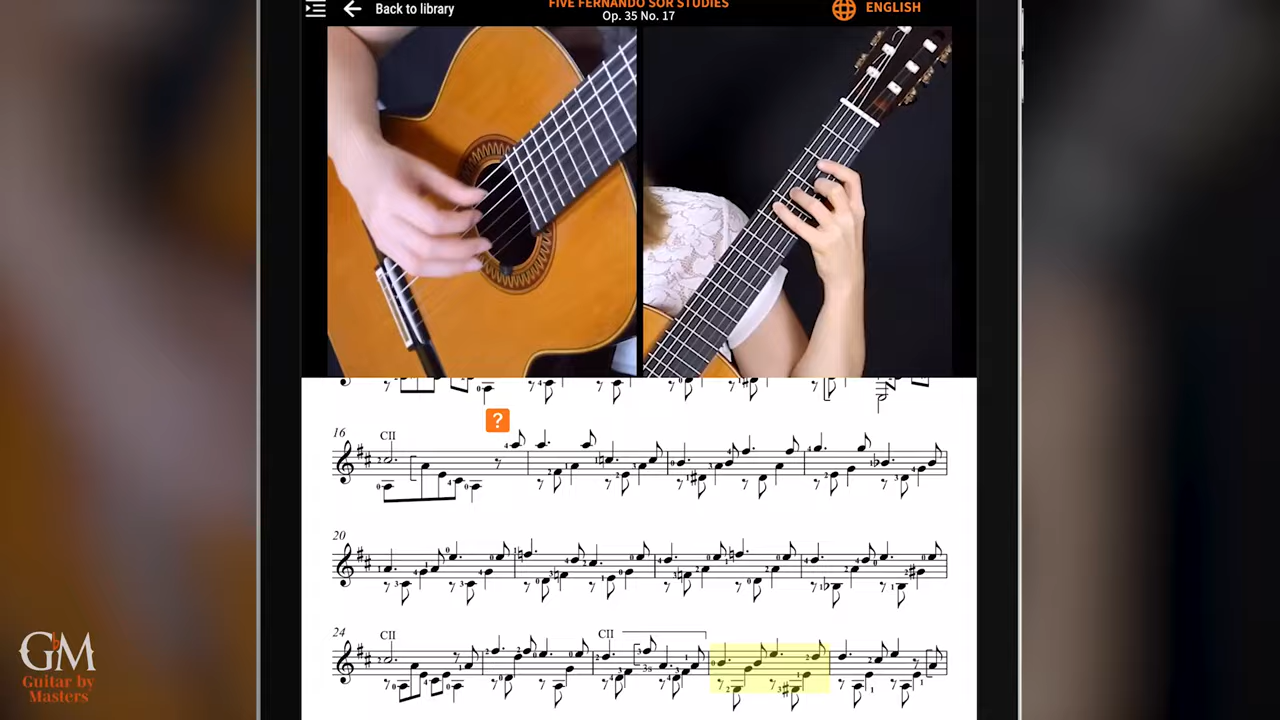 Back to library
FIVE FERNANDO SOR STUDIES
Op. 35 No. 17
ENGLISH
?
16
CII
20
24
CII
CII
GbM
Guitar by
Masters